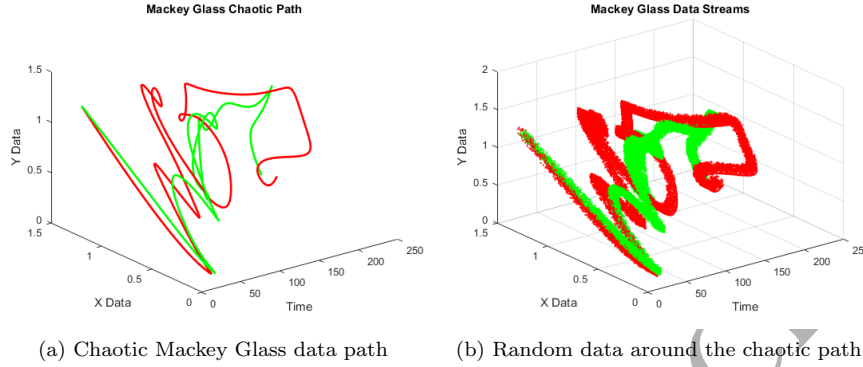 Mackey Glass Chaotic Path
1.5
1
0.5
0
Y Data
1.5
1
0.5
0
X Data
0
50
100
150
200
250
Time
(a) Chaotic Mackey Glass data path
Mackey Glass Data Streams
2
1.5
1
0.5
0
Y Data
1.5
1
0.5
0
X Data
0
50
100
150
200
25
Time
(b) Random data around the chaotic path